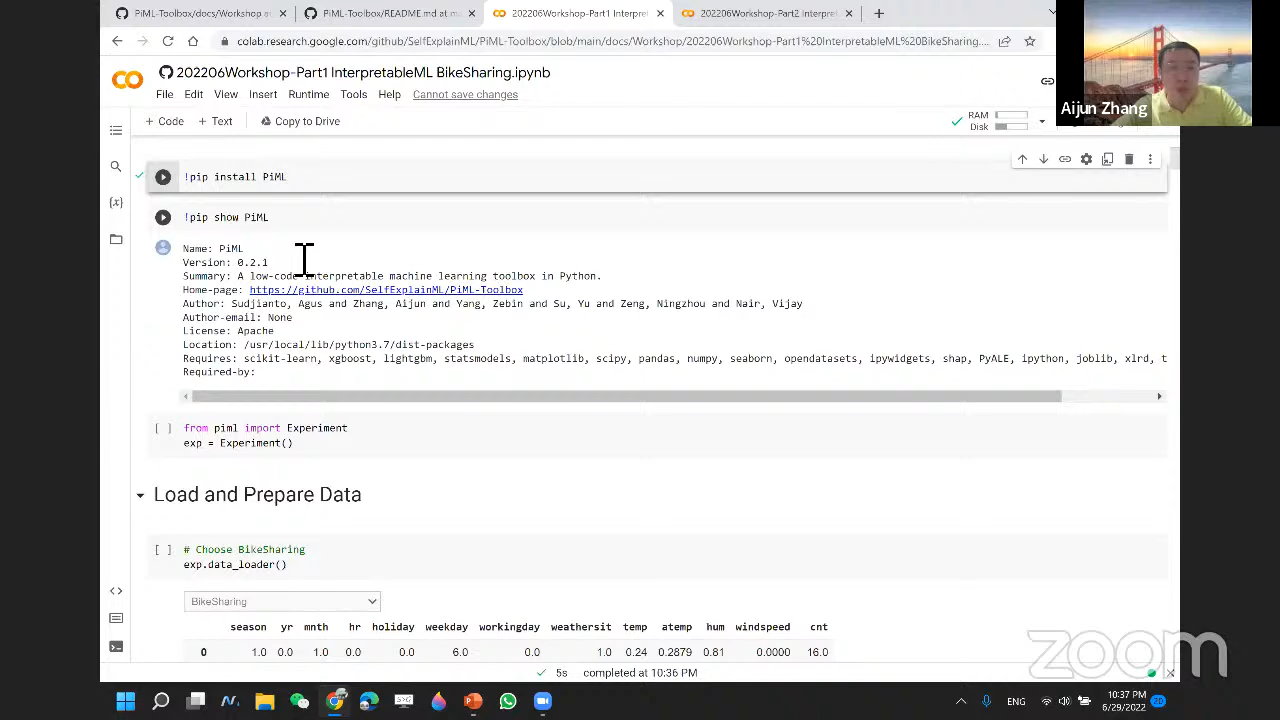 PiML-Toolbox/docs/Workshop a
PiML-Toolbox/README.md at m
202206Workshop-Part1 Interpret
202206Workshop-Part2 Interpret
colab.research.google.com/github/SelfExplainML/PiML-Toolbox/blob/main/docs/Workshop/202206Workshop-Part1%20InterpretableML%20BikeSharing....
Aijun Zhang
CO
202206Workshop-Part1 InterpretableML BikeSharing.ipynb
File Edit View Insert Runtime Tools Help Cannot save changes
+ Code + Text Copy to Drive
RAM
Disk
!pip install PiML
!pip show PiML
Name: PiML
Version: 0.2.1
Summary: A low-code interpretable machine learning toolbox in Python.
Home-page: https://github.com/SelfExplainML/PiML-Toolbox
Author: Sudjianto, Agus and Zhang, Aijun and Yang, Zebin and Su, Yu and Zeng, Ningzhou and Nair, Vijay
Author-email: None
License: Apache
Location: /usr/local/lib/python3.7/dist-packages
Requires: scikit-learn, xgboost, lightgbm, statsmodels, matplotlib, scipy, pandas, numpy, seaborn, opendatasets, ipywidgets, shap, PyALE, ipython, joblib, xlrd, t
Required-by:
[ ] from piml import Experiment
exp = Experiment()
Load and Prepare Data
[ ] # Choose BikeSharing
exp.data_loader()
BikeSharing
season yr mnth hr holiday weekday workingday weathersit temp atemp hum windspeed cnt
0 1.0 0.0 1.0 0.0 0.0 6.0 0.0 1.0 0.24 0.2879 0.81 0.0000 16.0
zoom
5s completed at 10:36 PM
ENG
10:37 PM
6/29/2022